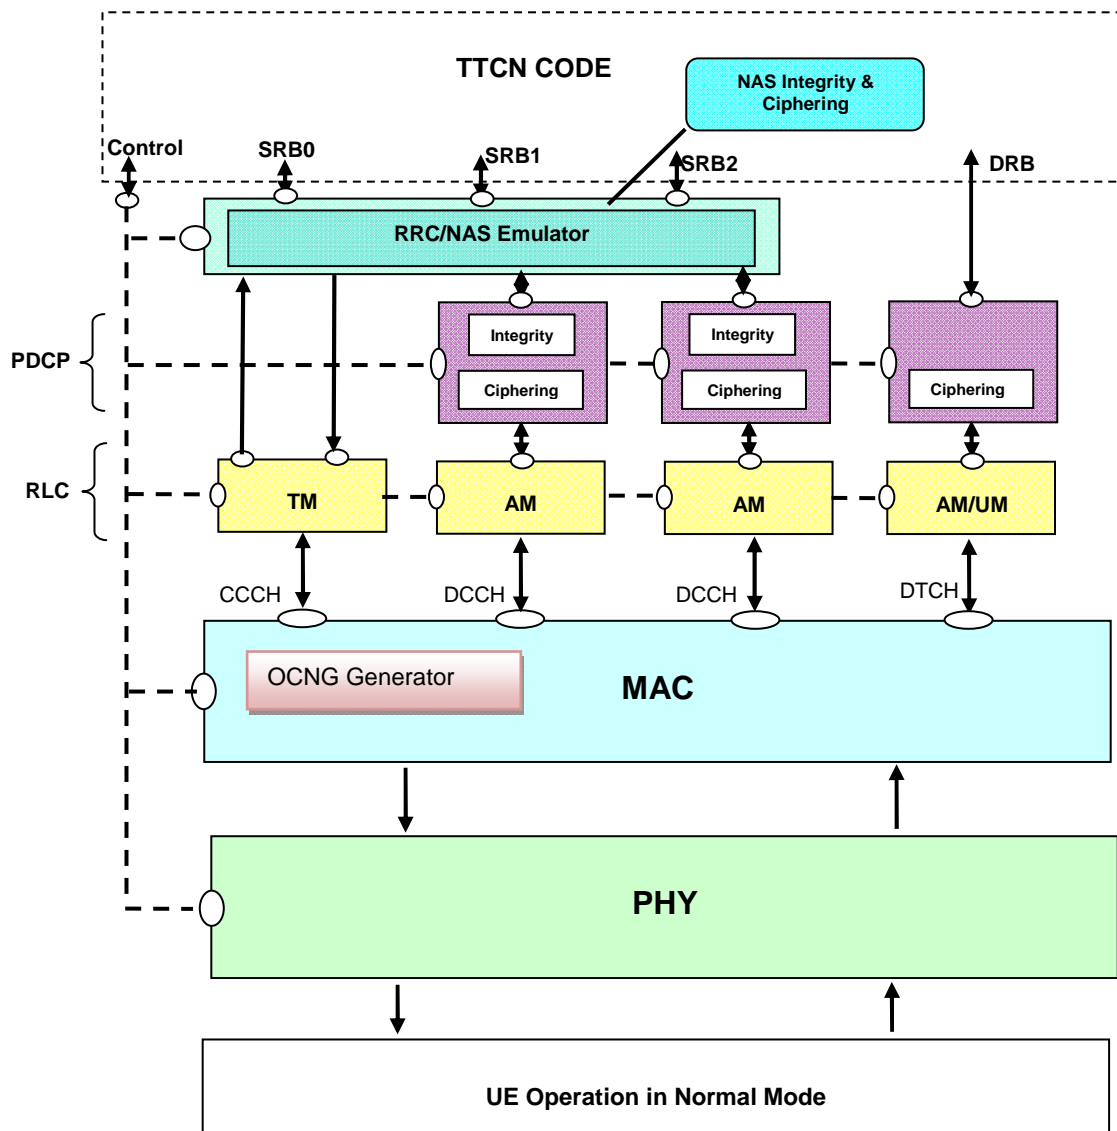 TTCN CODE
NAS Integrity &
Ciphering
Control
SRB0
SRB1
SRB2
DRB
RRC/NAS Emulator
PDCP
Integrity
Ciphering
Integrity
Ciphering
Ciphering
RLC
TM
AM
AM
AM/UM
CCCH
DCCH
DCCH
DTCH
OCNG Generator
MAC
PHY
UE Operation in Normal Mode